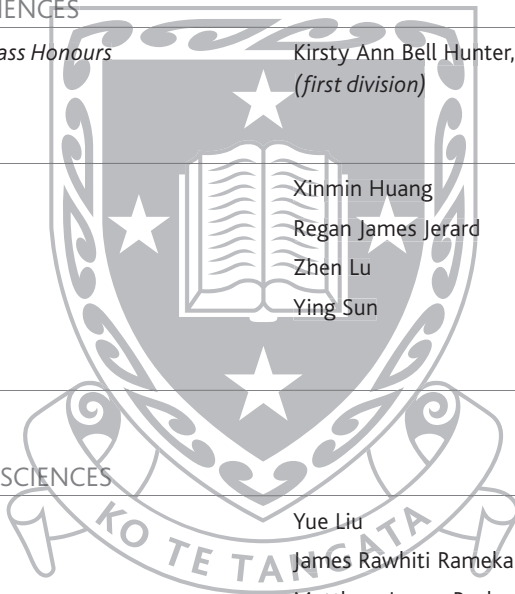 IENCES
ass Honours
Kirsty Ann Bell Hunter,
(first division)
Xinmin Huang
Regan James Jerard
Zhen Lu
Ying Sun
SCIENCES
Yue Liu
James Rawhiti Rameka
KO TE TANGATA